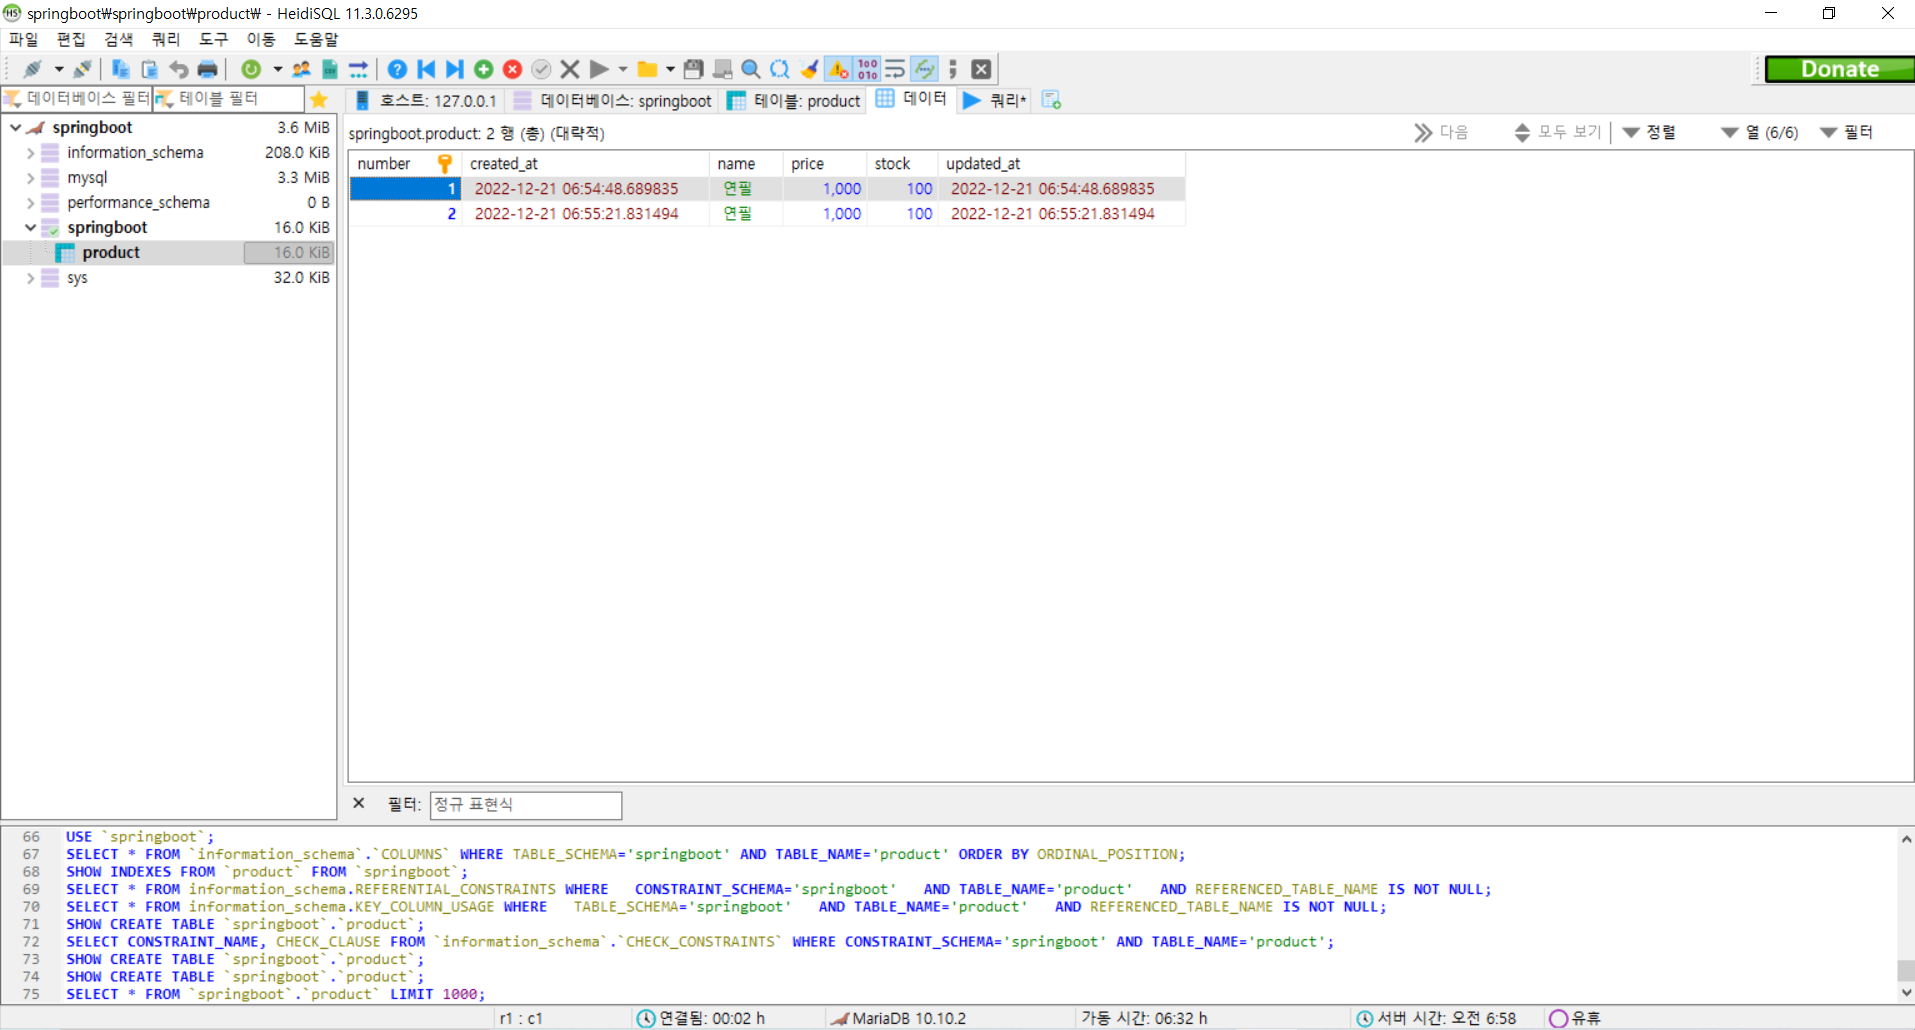 springboot₩springboot₩product₩ - HeidiSQL 11.3.0.6295
파일 편집 검색 쿼리 도구 이동 도움말
Donate
데이터베이스 필터 테이블 필터 호스트: 127.0.0.1 데이터베이스: springboot 테이블: product 데이터 쿼리*
springboot 3.6 MiB
information_schema 208.0 KiB
mysql 3.3 MiB
performance_schema 0 B
springboot 16.0 KiB
product 16.0 KiB
sys 32.0 KiB
springboot.product: 2 행 (총) (대략적) 다음 모두 보기 정렬 열 (6/6) 필터
number created_at name price stock updated_at
1 2022-12-21 06:54:48.689835 연필 1,000 100 2022-12-21 06:54:48.689835
2 2022-12-21 06:55:21.831494 연필 1,000 100 2022-12-21 06:55:21.831494
필터: 정규 표현식
66 USE `springboot`;
67 SELECT * FROM `information_schema`.`COLUMNS` WHERE TABLE_SCHEMA='springboot' AND TABLE_NAME='product' ORDER BY ORDINAL_POSITION;
68 SHOW INDEXES FROM `product` FROM `springboot`;
69 SELECT * FROM information_schema.REFERENTIAL_CONSTRAINTS WHERE   CONSTRAINT_SCHEMA='springboot'   AND TABLE_NAME='product'   AND REFERENCED_TABLE_NAME IS NOT NULL;
70 SELECT * FROM information_schema.KEY_COLUMN_USAGE WHERE   TABLE_SCHEMA='springboot'   AND TABLE_NAME='product'   AND REFERENCED_TABLE_NAME IS NOT NULL;
71 SHOW CREATE TABLE `springboot`.`product`;
72 SELECT CONSTRAINT_NAME, CHECK_CLAUSE FROM `information_schema`.`CHECK_CONSTRAINTS` WHERE CONSTRAINT_SCHEMA='springboot' AND TABLE_NAME='product';
73 SHOW CREATE TABLE `springboot`.`product`;
74 SHOW CREATE TABLE `springboot`.`product`;
75 SELECT * FROM `springboot`.`product` LIMIT 1000;
r1 : c1 연결됨: 00:02 h MariaDB 10.10.2 가동 시간: 06:32 h 서버 시간: 오전 6:58 유휴